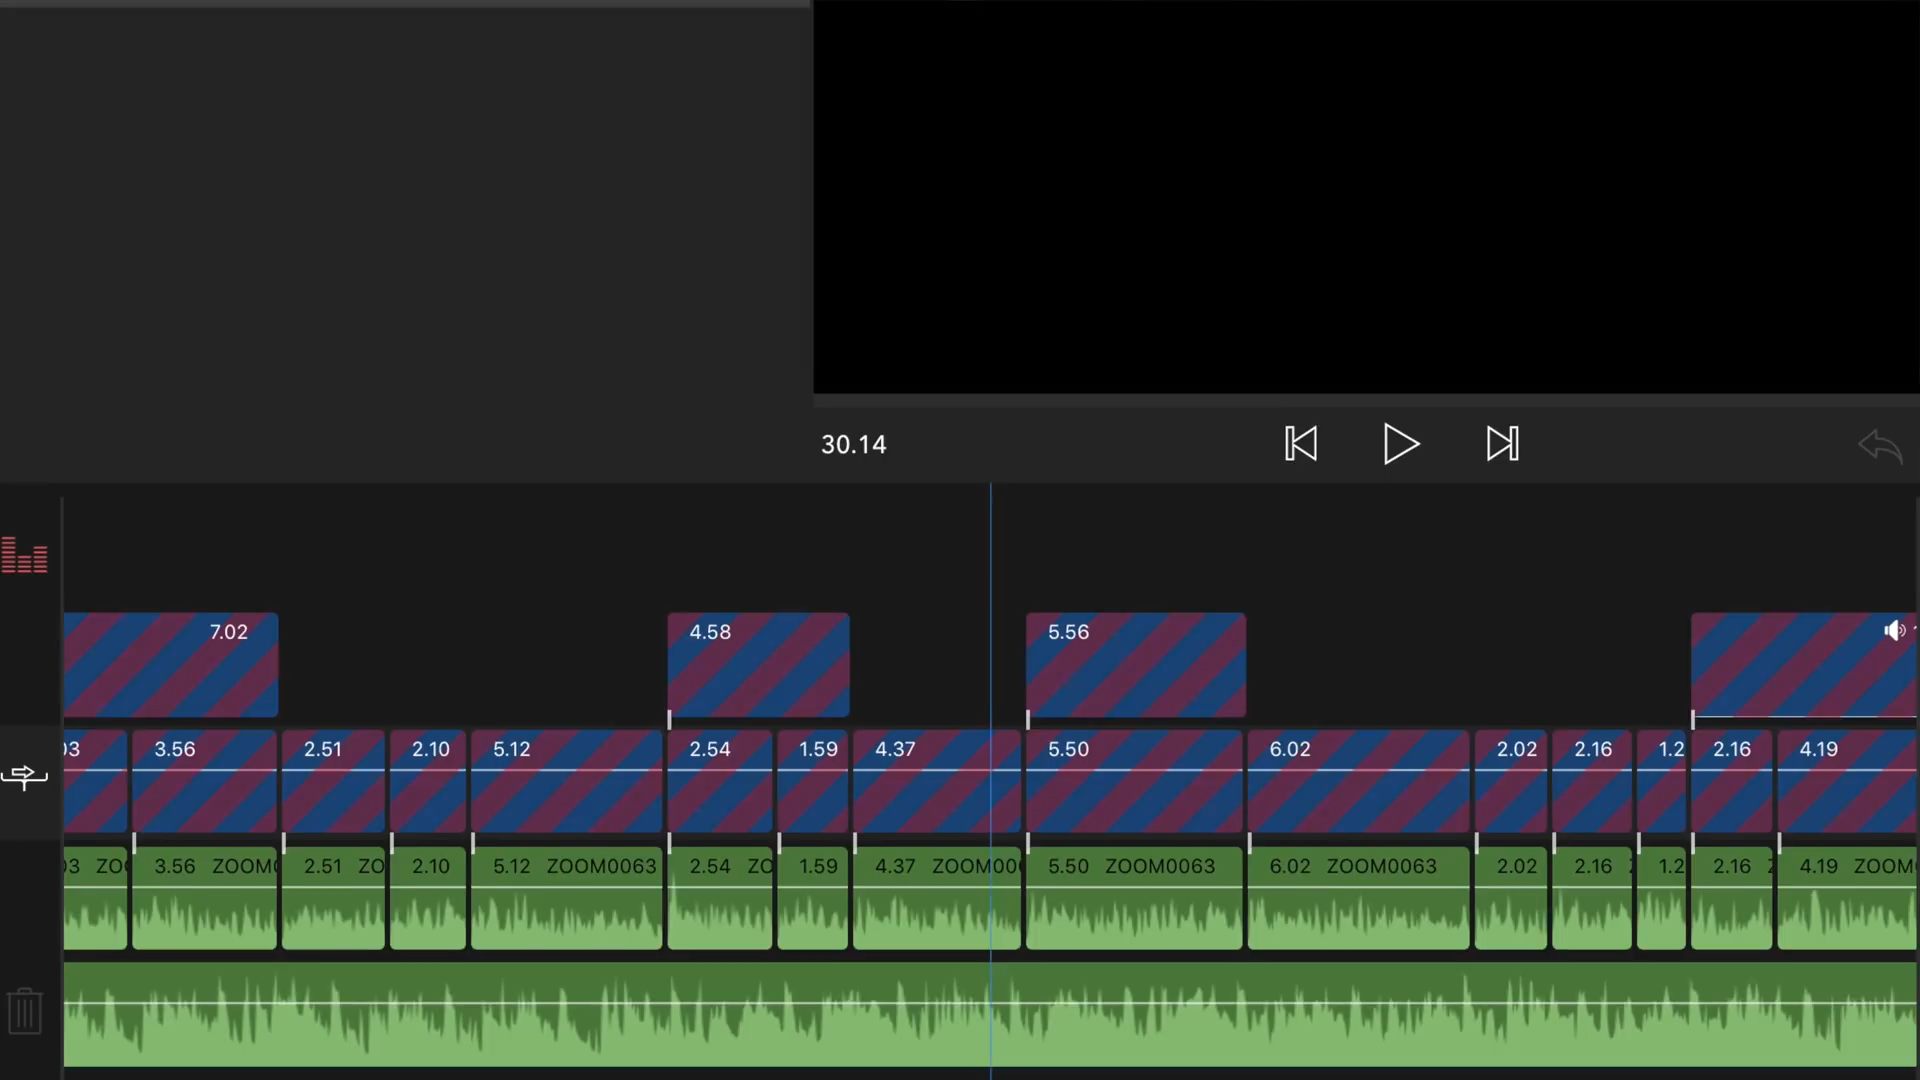 30.14
7.02 4.58 5.56
03 3.56 2.51 2.10 5.12 2.54 1.59 4.37 5.50 6.02 2.02 2.16 1.2 2.16 4.19
03 ZO 3.56 ZOOM 2.51 ZO 2.10 5.12 ZOOM0063 2.54 ZO 1.59 4.37 ZOOM00 5.50 ZOOM0063 6.02 ZOOM0063 2.02 2.16 1.2 2.16 4.19 ZOOM